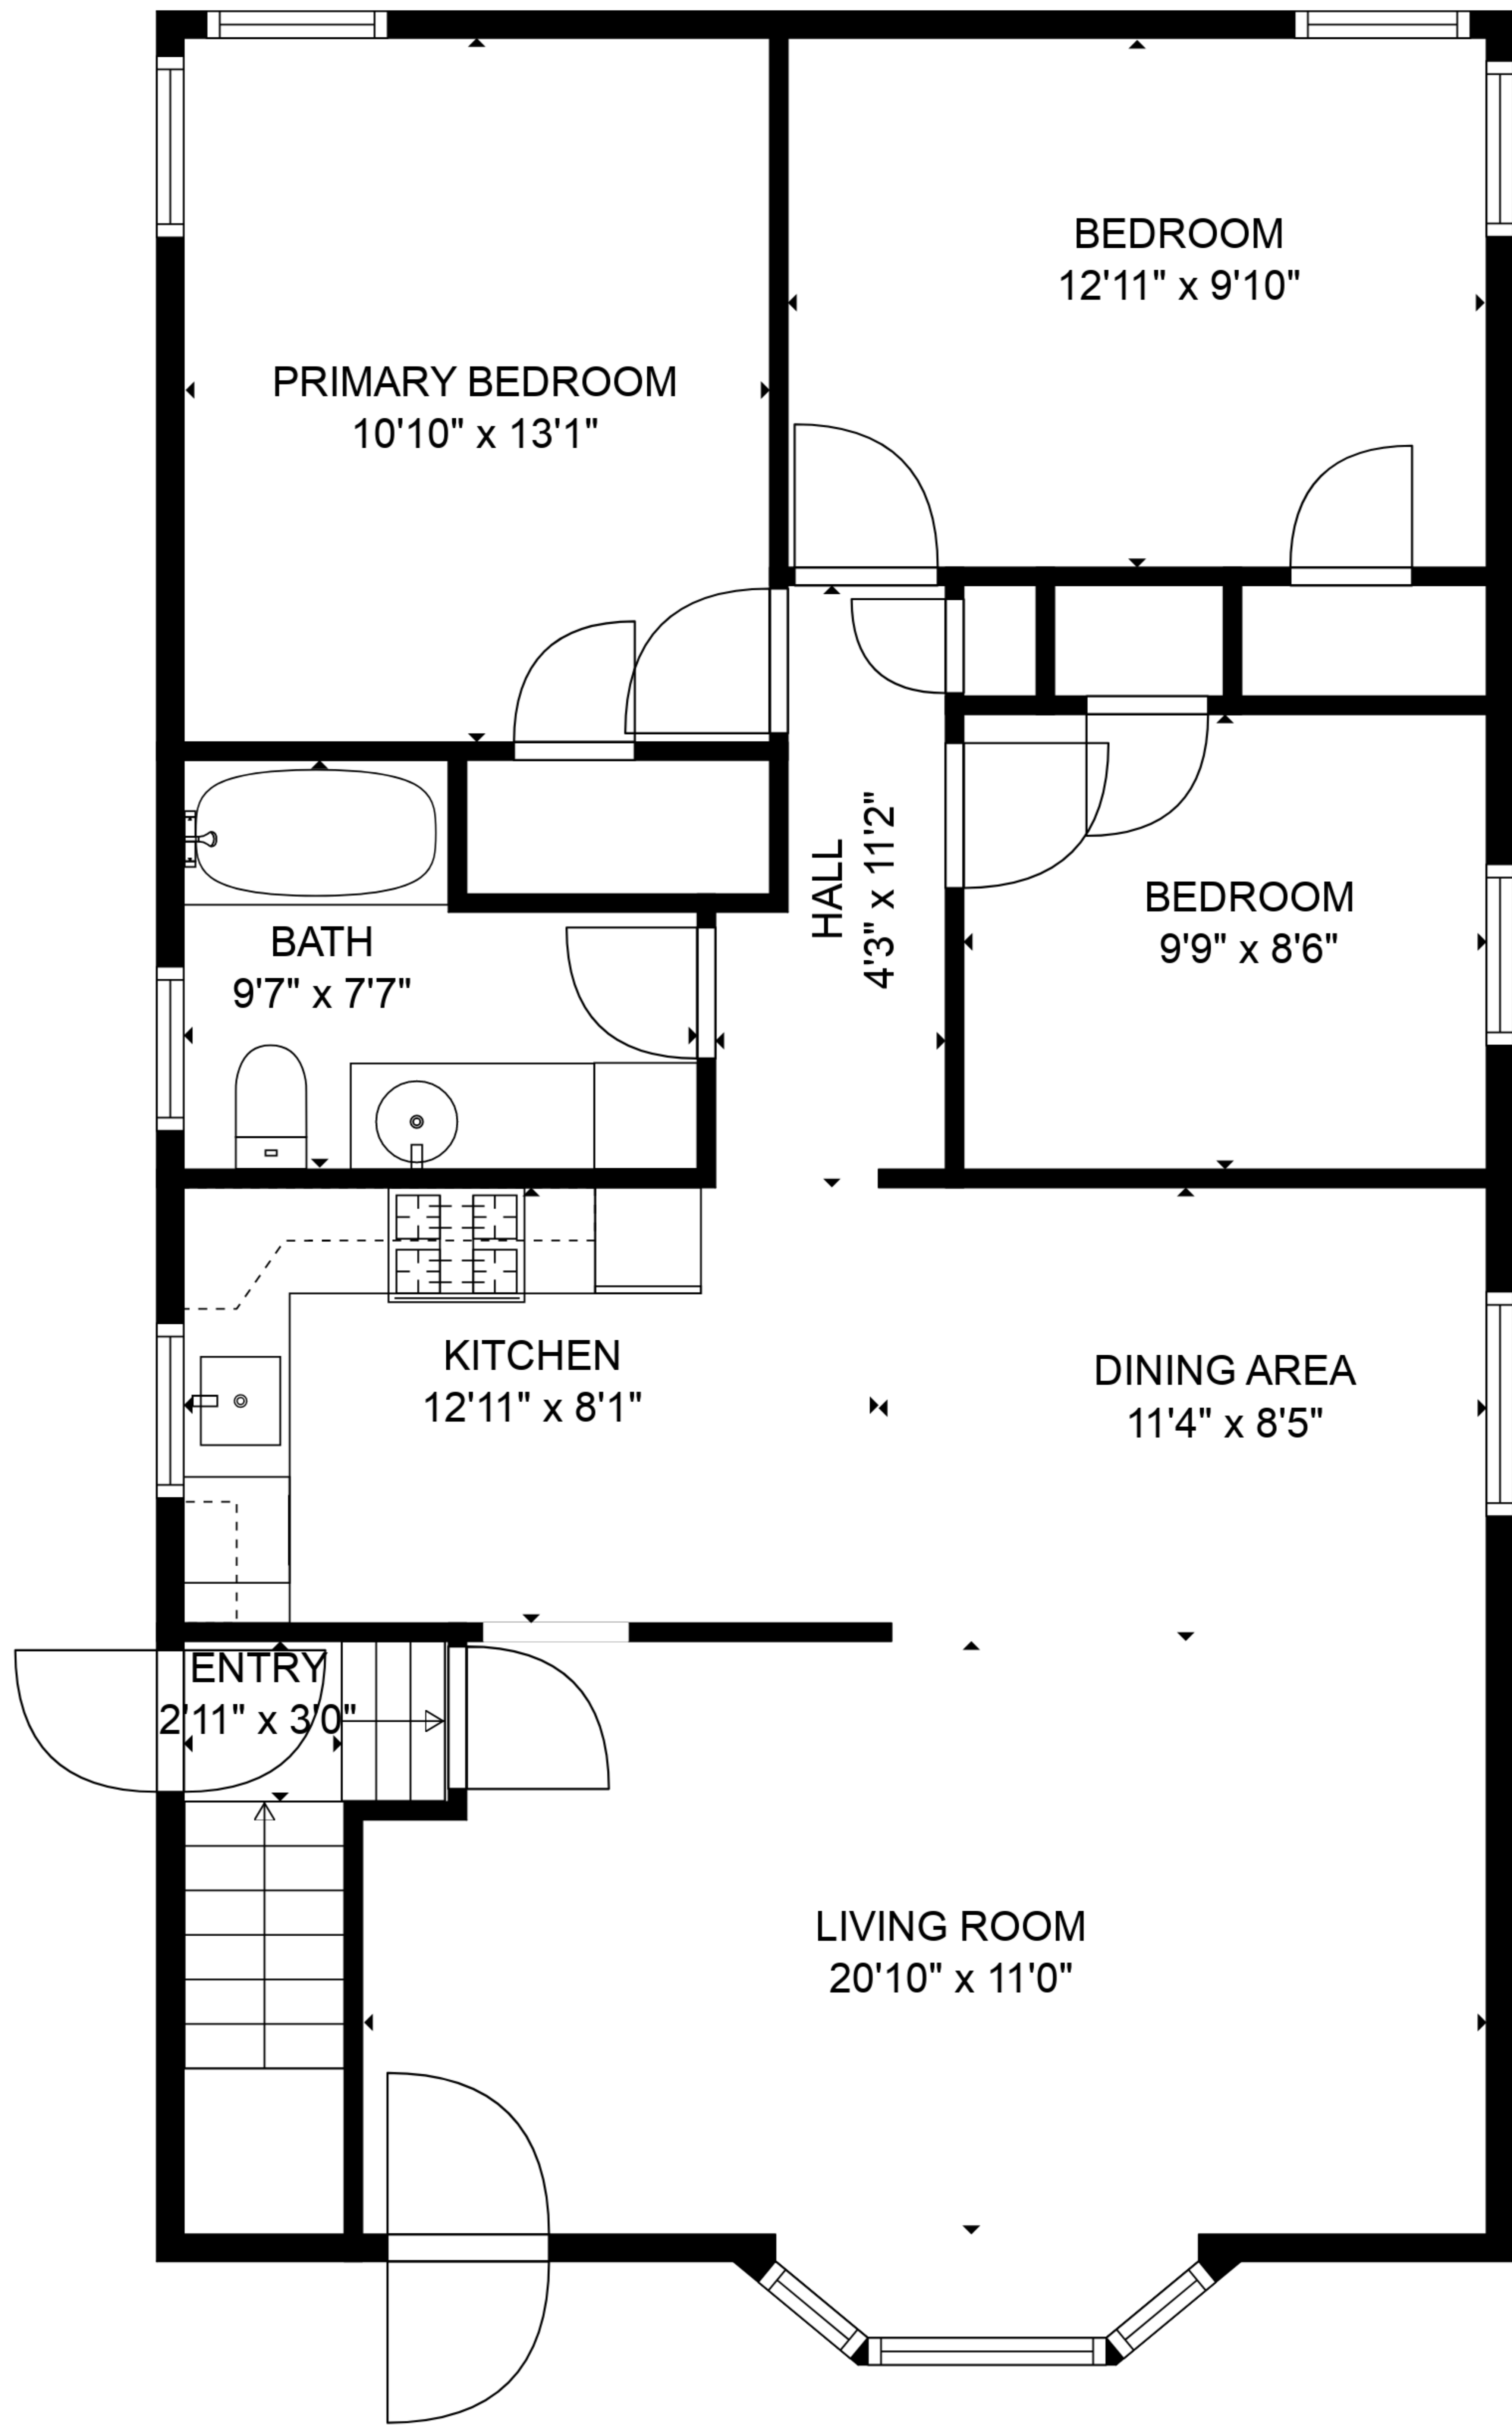 BEDROOM
12'11" x 9'10"
PRIMARY BEDROOM
10'10" x 13'1"
HALL
4'3" x 11'2"
BEDROOM
9'9" x 8'6"
BATH
9'7" x 7'7"
KITCHEN
12'11" x 8'1"
DINING AREA
11'4" x 8'5"
ENTRY
2'11" x 3'0"
LIVING ROOM
20'10" x 11'0"